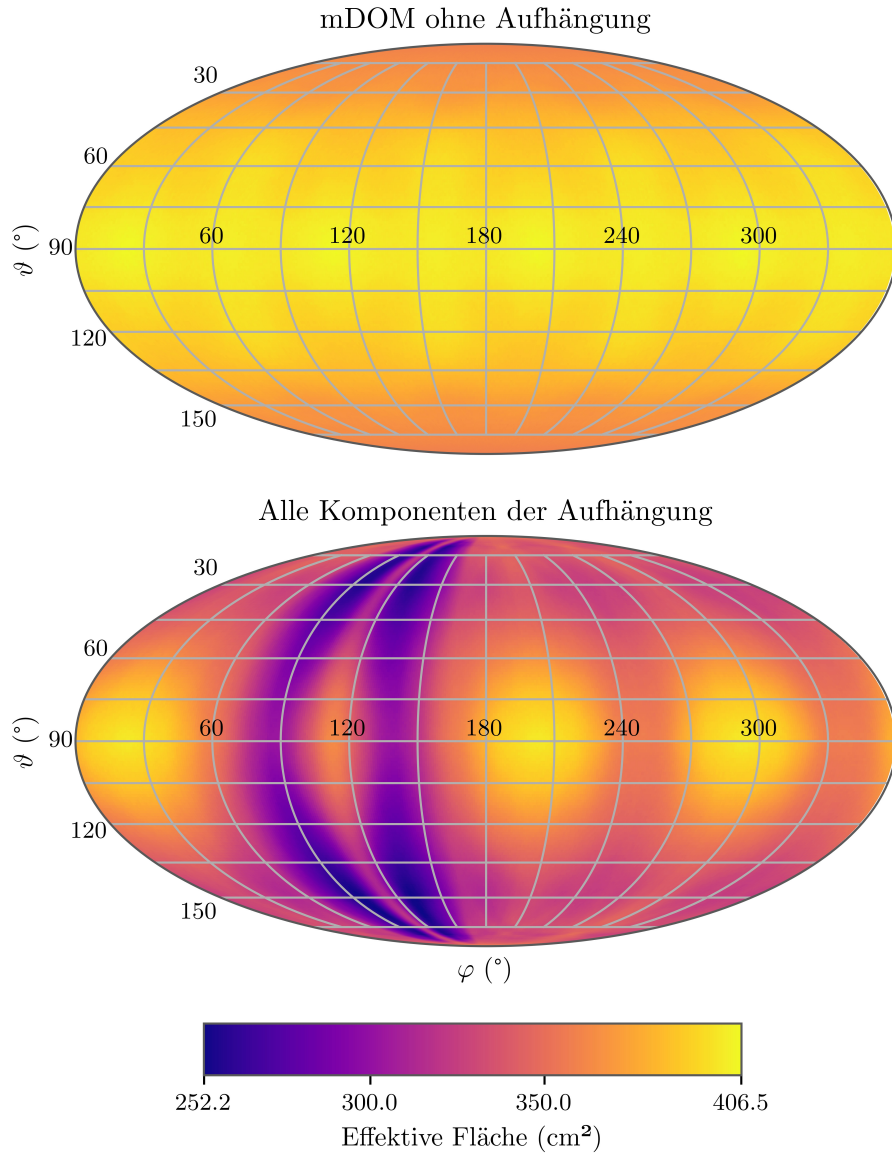 mDOM ohne Aufhängung
30
60
ϑ (°)
90
60 120 180 240 300
120
150
Alle Komponenten der Aufhängung
30
60
ϑ (°)
90
60 120 180 240 300
120
150
φ (°)
252.2 300.0 350.0 406.5
Effektive Fläche (cm²)